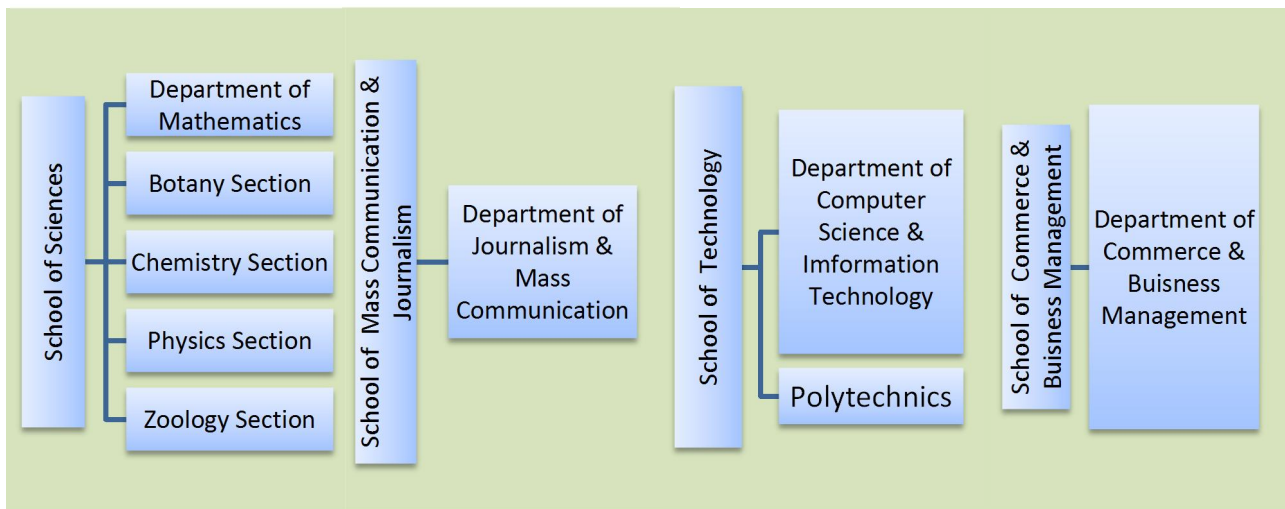 School of Sciences
Department of
Mathematics
Botany Section
Chemistry Section
Physics Section
Zoology Section
School of Mass Communication &
Journalism
Department of
Journalism &
Mass
Communication
School of Technology
Department of
Computer
Science &
Imformation
Technology
Polytechnics
School of Commerce &
Buisness Management
Department of
Commerce &
Buisness
Management